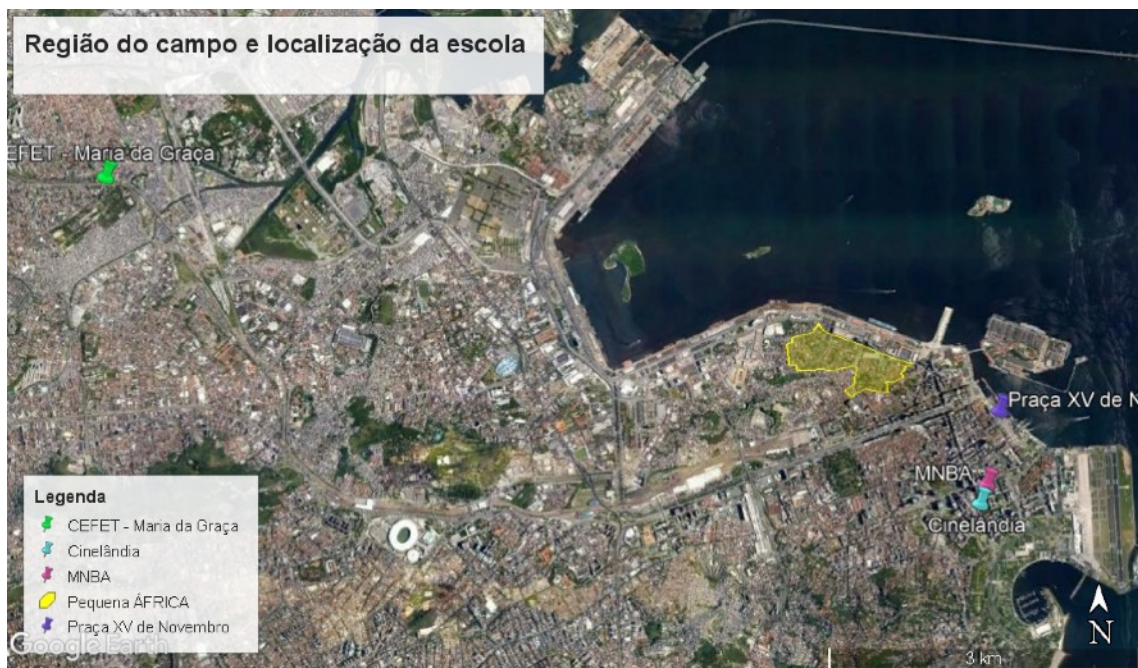 Região do campo e localização da escola
EFET - Maria da Graça
Praça XV de N
MNBA
Cinelândia
Legenda
CEFET - Maria da Graça
Cinelândia
MNBA
Pequena ÁFRICA
Praça XV de Novembro
Google Earth
N
3 km